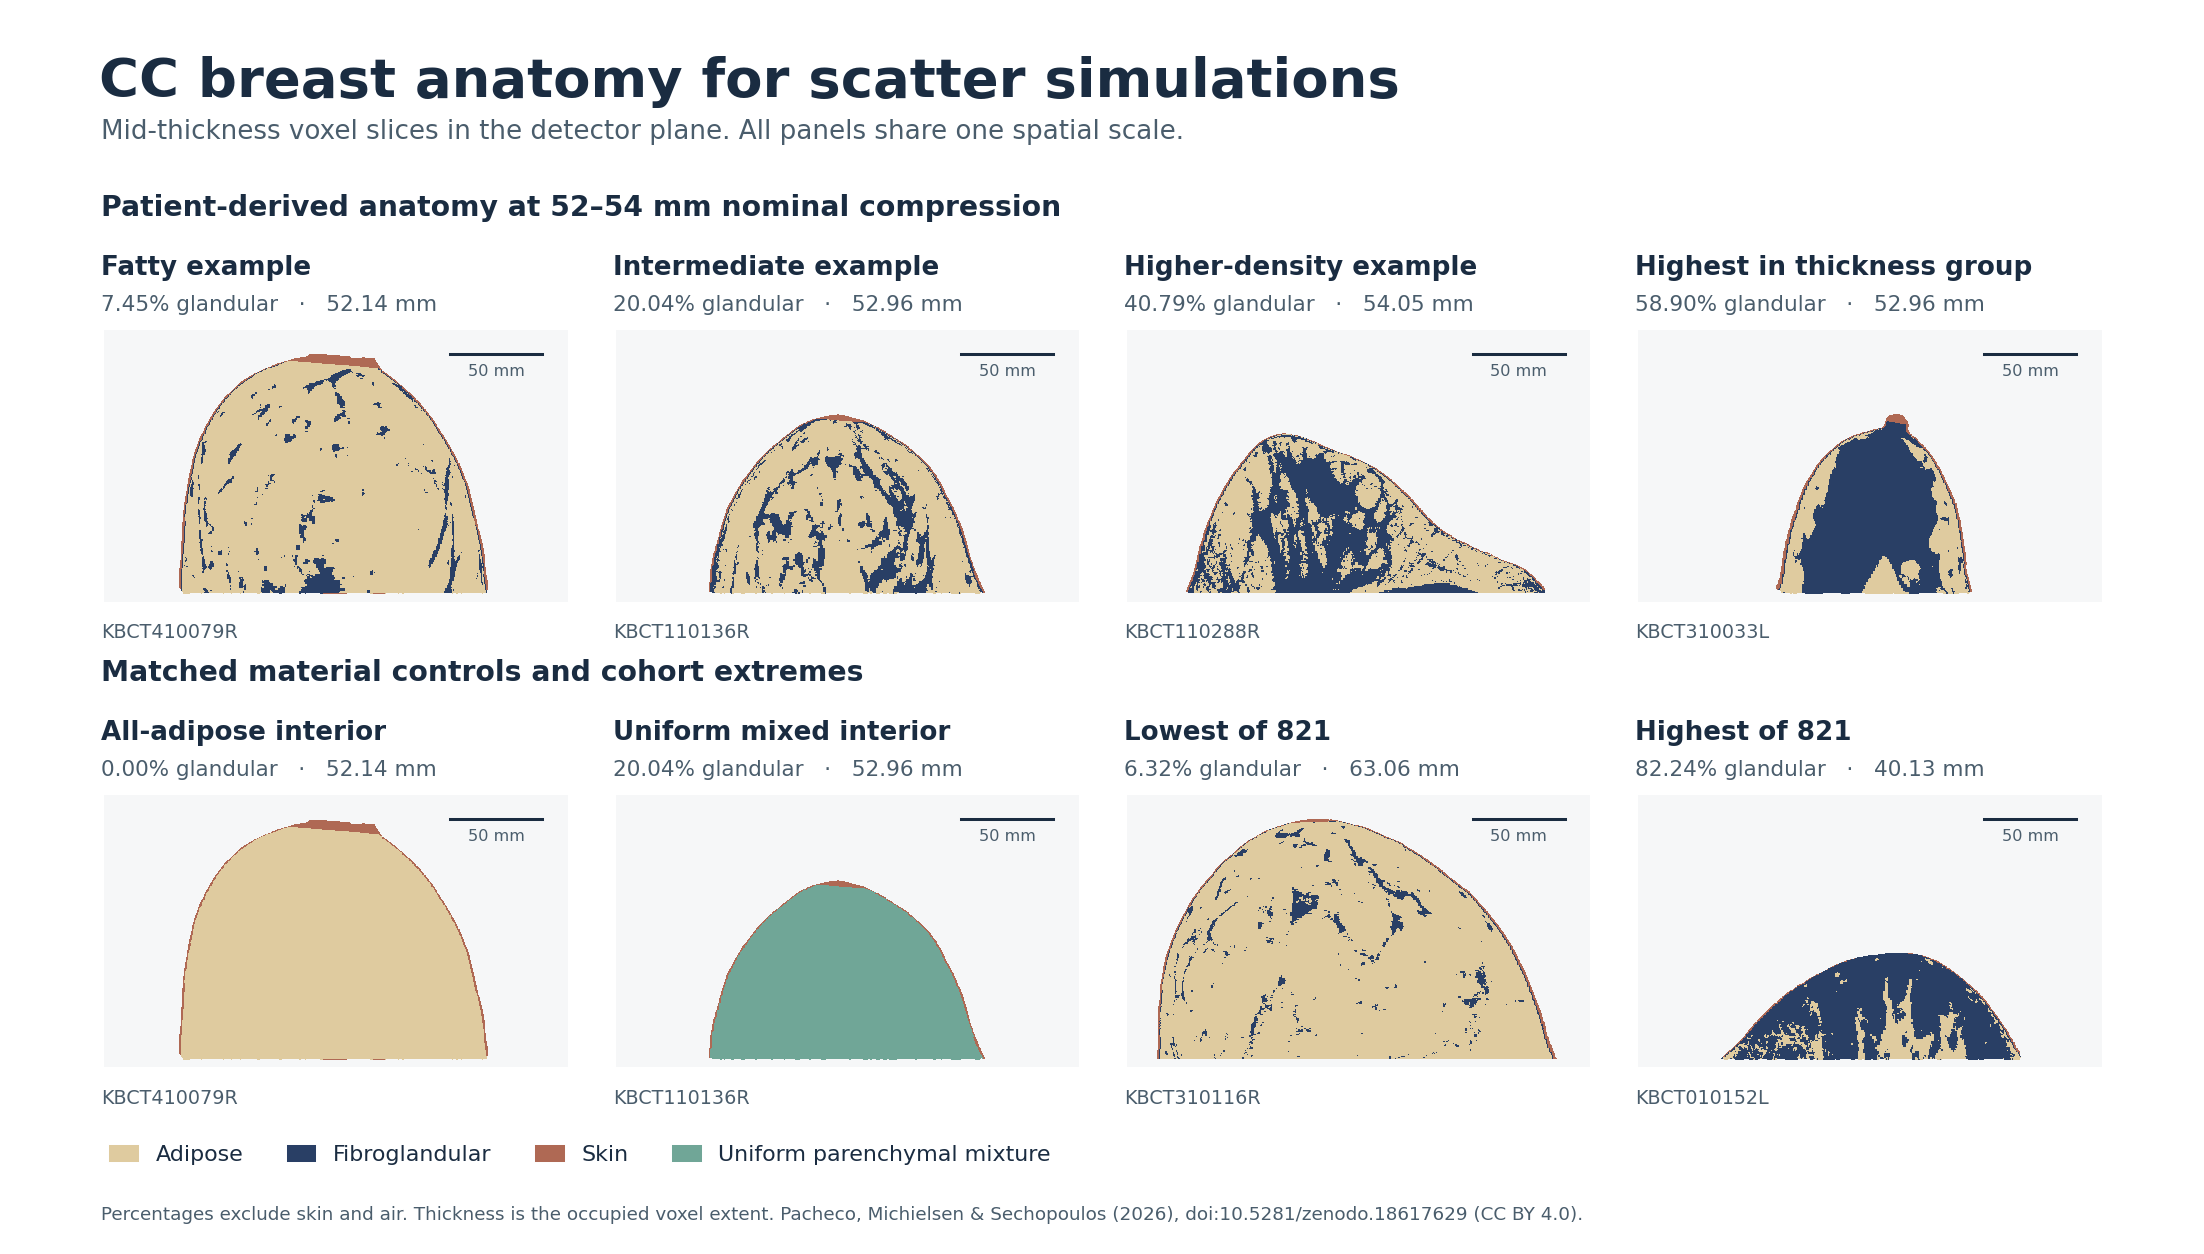 CC breast anatomy for scatter simulations
Mid-thickness voxel slices in the detector plane. All panels share one spatial scale.
Patient-derived anatomy at 52–54 mm nominal compression
Fatty example
7.45% glandular · 52.14 mm
50 mm
KBCT410079R
Intermediate example
20.04% glandular · 52.96 mm
50 mm
KBCT110136R
Higher-density example
40.79% glandular · 54.05 mm
50 mm
KBCT110288R
Highest in thickness group
58.90% glandular · 52.96 mm
50 mm
KBCT310033L
Matched material controls and cohort extremes
All-adipose interior
0.00% glandular · 52.14 mm
50 mm
KBCT410079R
Uniform mixed interior
20.04% glandular · 52.96 mm
50 mm
KBCT110136R
Lowest of 821
6.32% glandular · 63.06 mm
50 mm
KBCT310116R
Highest of 821
82.24% glandular · 40.13 mm
50 mm
KBCT010152L
Adipose
Fibroglandular
Skin
Uniform parenchymal mixture
Percentages exclude skin and air. Thickness is the occupied voxel extent. Pacheco, Michielsen & Sechopoulos (2026), doi:10.5281/zenodo.18617629 (CC BY 4.0).